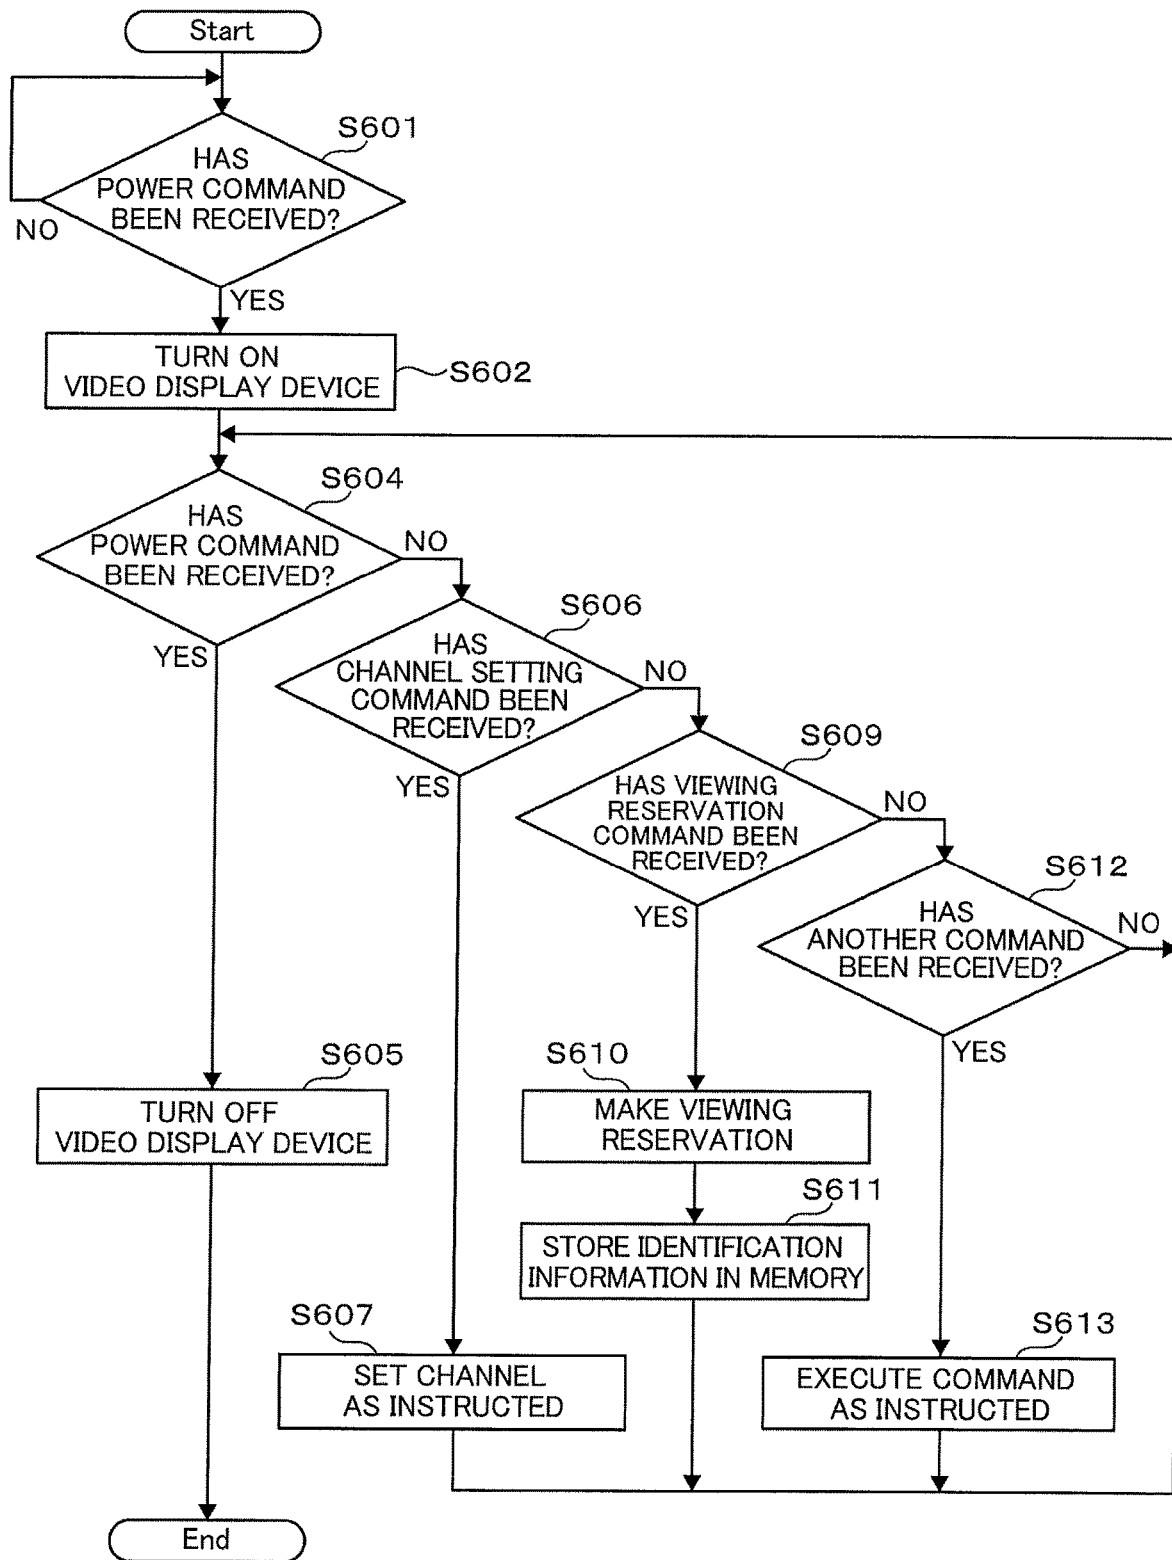 Start
S601
HAS
POWER COMMAND
BEEN RECEIVED?
NO
YES
TURN ON
VIDEO DISPLAY DEVICE
S602
S604
HAS
POWER COMMAND
BEEN RECEIVED?
NO
YES
S606
HAS
CHANNEL SETTING
COMMAND BEEN
RECEIVED?
NO
YES
S609
HAS VIEWING
RESERVATION
COMMAND BEEN
RECEIVED?
NO
YES
S612
HAS
ANOTHER COMMAND
BEEN RECEIVED?
NO
YES
S605
TURN OFF
VIDEO DISPLAY DEVICE
S610
MAKE VIEWING
RESERVATION
S611
STORE IDENTIFICATION
INFORMATION IN MEMORY
S607
SET CHANNEL
AS INSTRUCTED
S613
EXECUTE COMMAND
AS INSTRUCTED
End